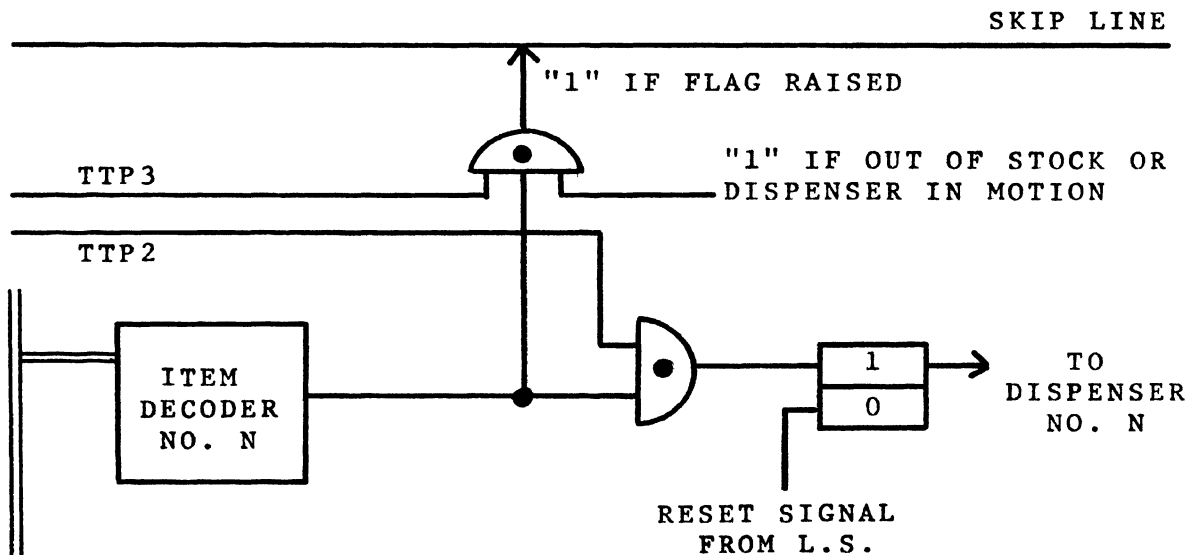 SKIP LINE
"1" IF FLAG RAISED
TTP3
"1" IF OUT OF STOCK OR
DISPENSER IN MOTION
TTP2
ITEM
DECODER
NO. N
1
0
TO
DISPENSER
NO. N
RESET SIGNAL
FROM L.S.